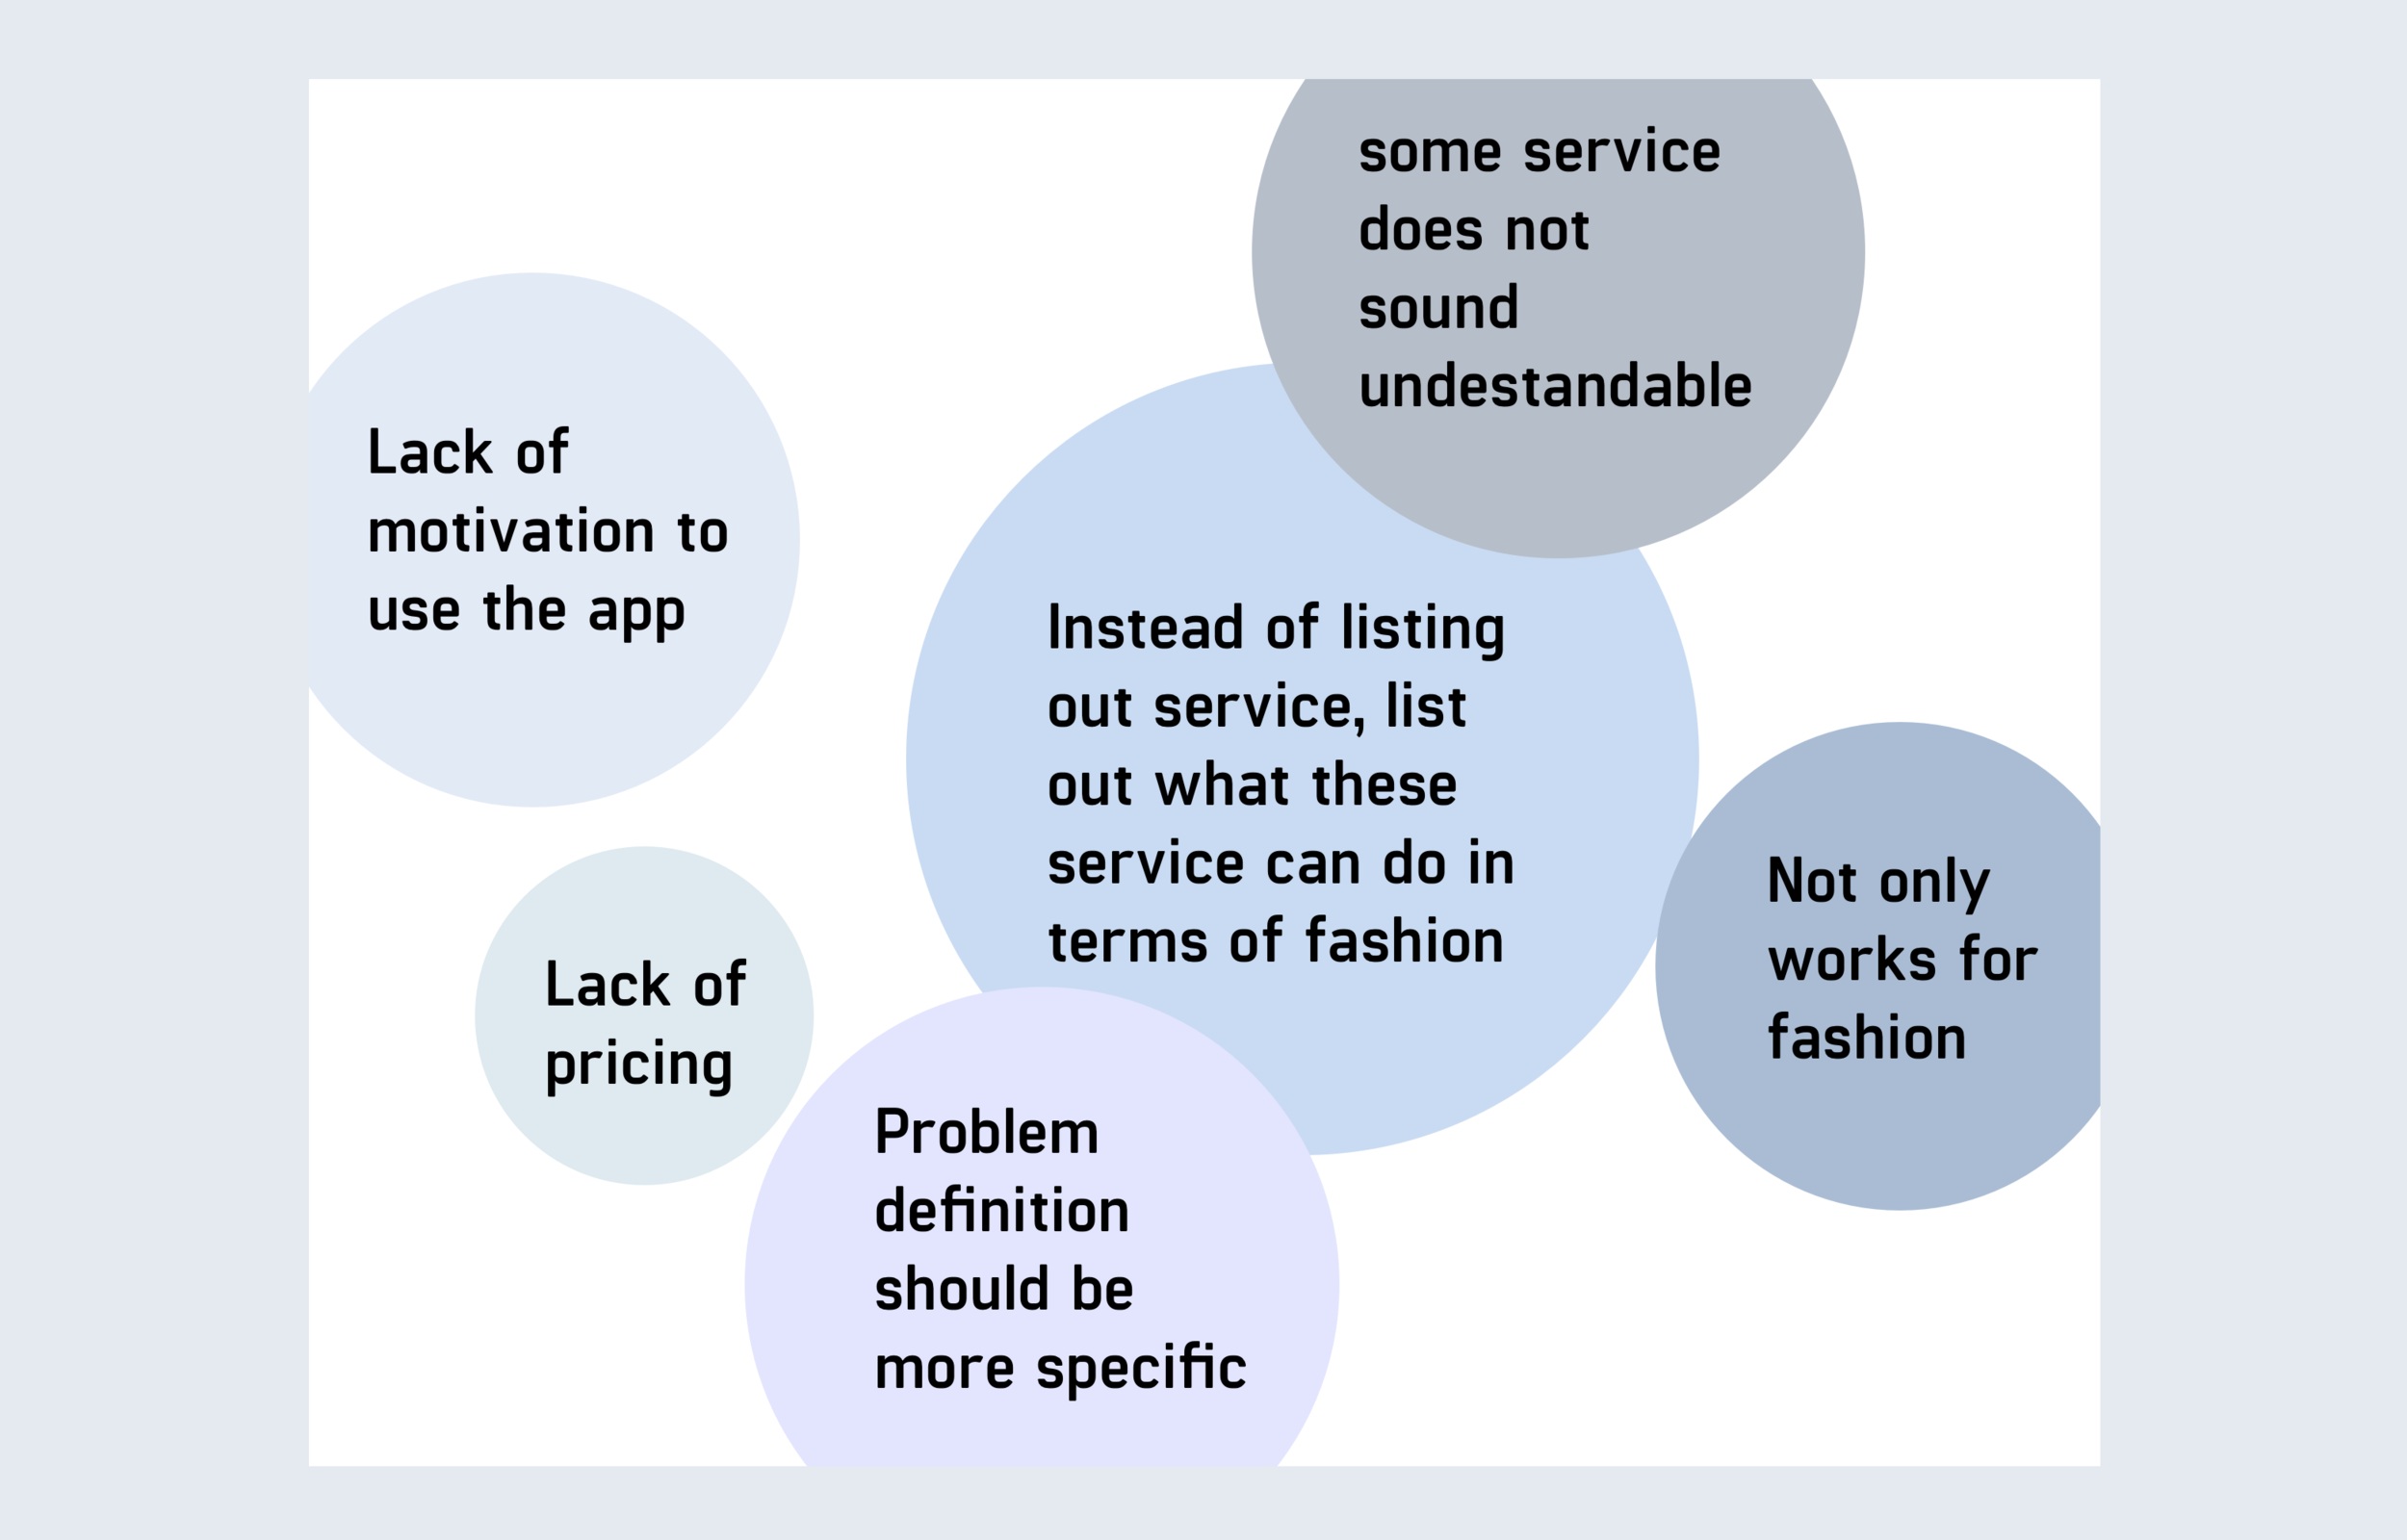 some service
does not
sound
undestandable
Lack of
motivation to
use the app
Instead of listing
out service, list
out what these
service can do in
terms of fashion
Not only
works for
fashion
Lack of
pricing
Problem
definition
should be
more specific